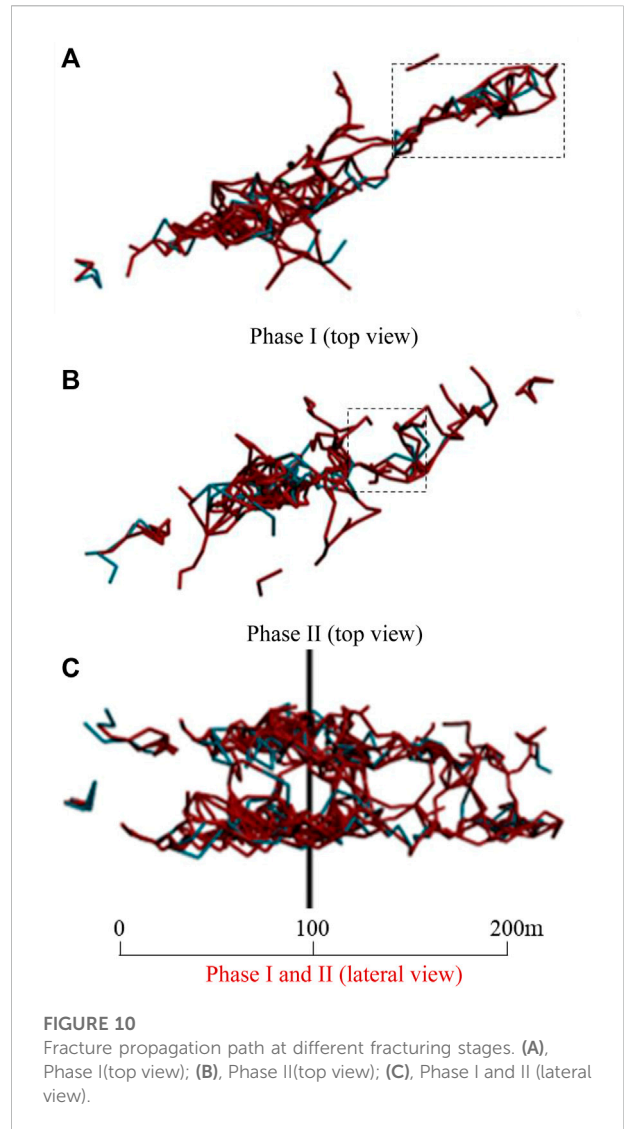 A
Phase I (top view)
B
Phase II (top view)
C
0 100 200m
Phase I and II (lateral view)
FIGURE 10
Fracture propagation path at different fracturing stages. (A),
Phase I(top view); (B), Phase II(top view); (C), Phase I and II (lateral
view).